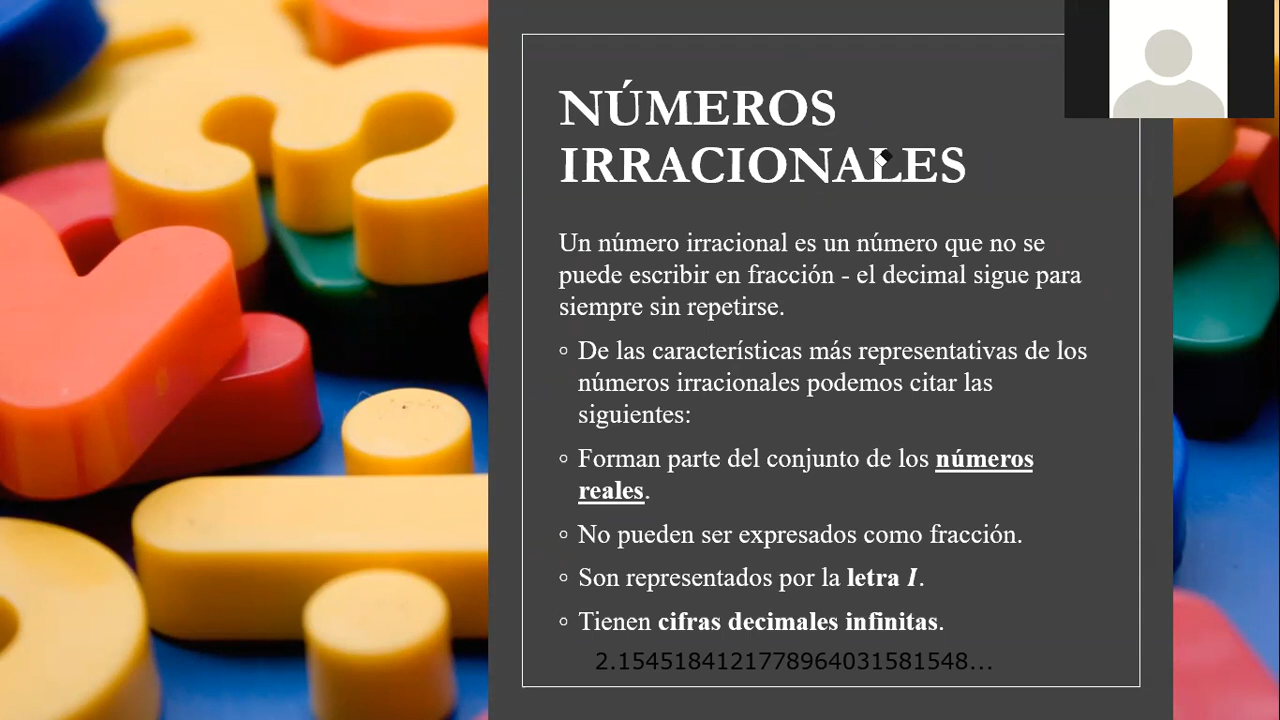 NÚMEROS
IRRACIONALES
Un número irracional es un número que no se
puede escribir en fracción - el decimal sigue para
siempre sin repetirse.
◦ De las características más representativas de los
números irracionales podemos citar las
siguientes:
◦ Forman parte del conjunto de los números
reales.
◦ No pueden ser expresados como fracción.
◦ Son representados por la letra I.
◦ Tienen cifras decimales infinitas.
2.1545184121778964031581548...